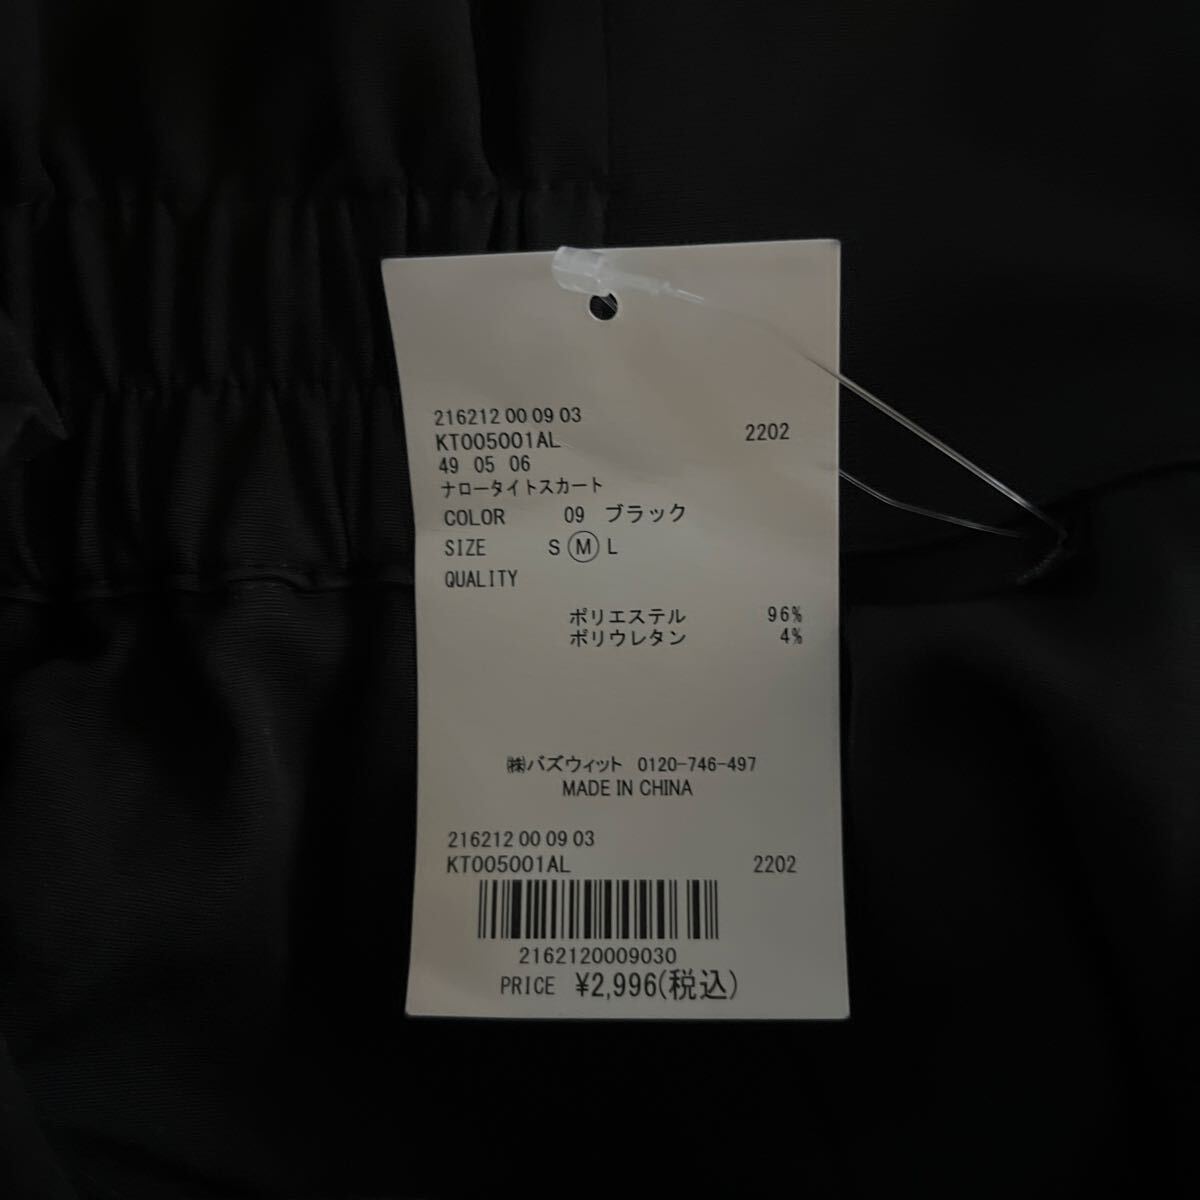 216212 00 09 03
KT005001AL 2202
49 05 06
ナロータイトスカート
COLOR 09 ブラック
SIZE S M L
QUALITY
ポリエステル 96%
ポリウレタン 4%
㈱バズウィット 0120-746-497
MADE IN CHINA
216212 00 09 03
KT005001AL 2202
2162120009030
PRICE ¥2,996(税込)